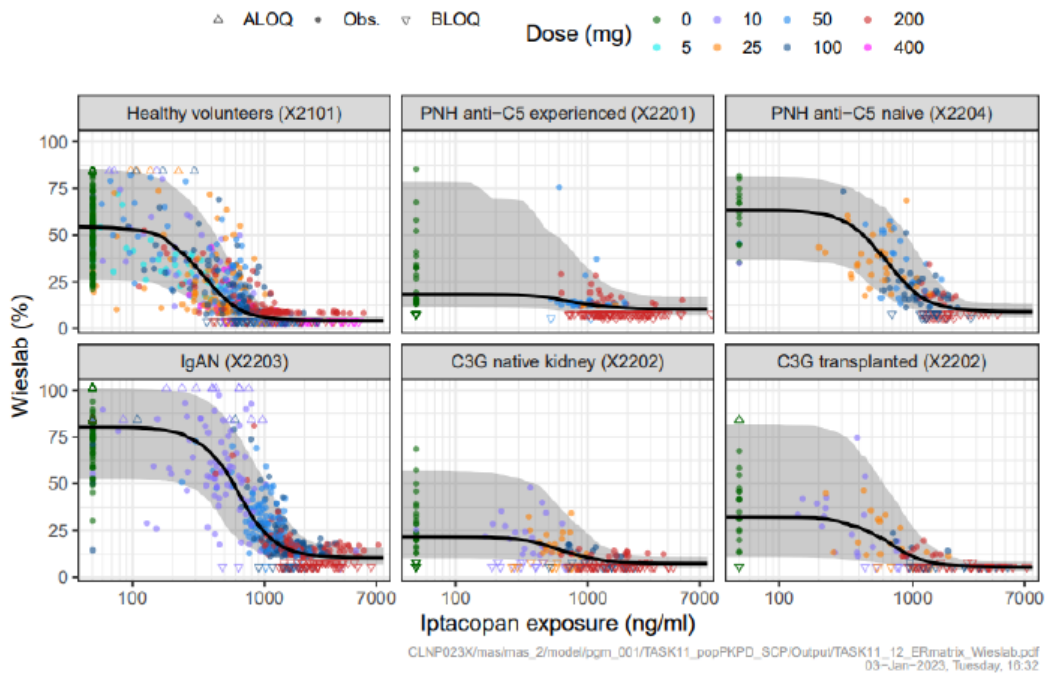 ALOQ Obs. BLOQ
Dose (mg)
0 10 50 200
5 25 100 400
Healthy volunteers (X2101) PNH anti−C5 experienced (X2201) PNH anti−C5 naive (X2204)
100
75
50
25
0
IgAN (X2203) C3G native kidney (X2202) C3G transplanted (X2202)
100
75
50
25
0
Wieslab (%)
100 1000 7000 100 1000 7000 100 1000 7000
Iptacopan exposure (ng/ml)
CLNP023X/mas/mas_2/model/pgm_001/TASK11_popPKPD_SCP/Output/TASK11_12_ERmatrix_Wieslab.pdf
03−Jan−2023, Tuesday, 16:32